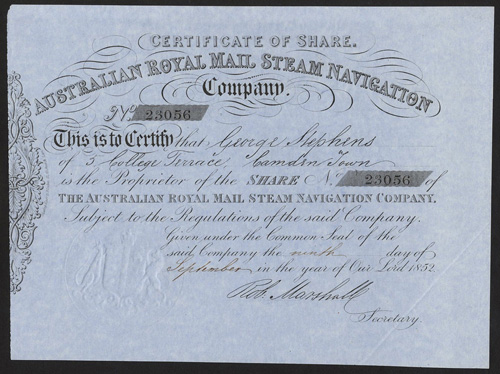 CERTIFICATE OF SHARE.
AUSTRALIAN ROYAL MAIL STEAM NAVIGATION
Company.
No. 23056
This is to Certify that George Stephens
of 5, College Terrace, Camden Town
is the Proprietor of the SHARE No. 23056 of
THE AUSTRALIAN ROYAL MAIL STEAM NAVIGATION COMPANY.
Subject to the Regulations of the said Company.
Given under the Common Seal of the
said Company the ninth day of
September in the year of Our Lord 1852.
Rob. Marshall
Secretary.